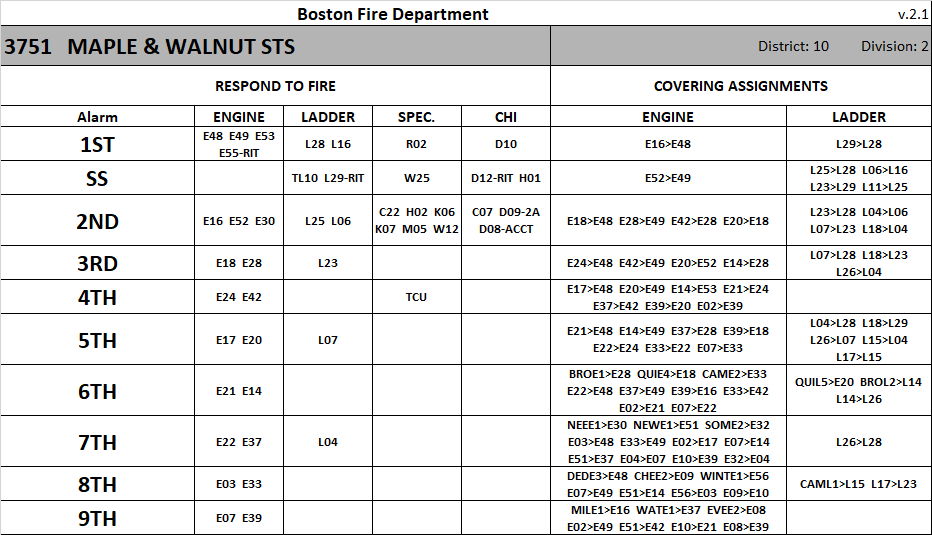 Boston Fire Department v.2.1
3751 MAPLE & WALNUT STS District: 10 Division: 2
RESPOND TO FIRE COVERING ASSIGNMENTS
Alarm ENGINE LADDER SPEC. CHI ENGINE LADDER
1ST E48 E49 E53 L28 L16 R02 D10 E16>E48 L29>L28
E55-RIT
SS TL10 L29-RIT W25 D12-RIT H01 E52>E49 L25>L28 L06>L16
L23>L29 L11>L25
2ND E16 E52 E30 L25 L06 C22 H02 K06 C07 D09-2A E18>E48 E28>E49 E42>E28 E20>E18 L23>L28 L04>L06
K07 M05 W12 D08-ACCT L07>L23 L18>L04
3RD E18 E28 L23 E24>E48 E42>E49 E20>E52 E14>E28 L07>L28 L18>L23
L26>L04
4TH E24 E42 TCU E17>E48 E20>E49 E14>E53 E21>E24
E37>E42 E39>E20 E02>E39
5TH E17 E20 L07 E21>E48 E14>E49 E37>E28 E39>E18 L04>L28 L18>L29
E22>E24 E33>E22 E07>E33 L26>L07 L15>L04
L17>L15
6TH E21 E14 BROE1>E28 QUIE4>E18 CAME2>E33 QUIL5>E20 BROL2>L14
E22>E48 E37>E49 E39>E16 E33>E42 L14>L26
E02>E21 E07>E22
7TH E22 E37 L04 NEEE1>E30 NEWE1>E51 SOME2>E32 L26>L28
E03>E48 E33>E49 E02>E17 E07>E14
E51>E37 E04>E07 E10>E39 E32>E04
8TH E03 E33 DEDE3>E48 CHEE2>E09 WINTE1>E56 CAML1>L15 L17>L23
E07>E49 E51>E14 E56>E03 E09>E10
9TH E07 E39 MILE1>E16 WATE1>E37 EVEE2>E08
E02>E49 E51>E42 E10>E21 E08>E39